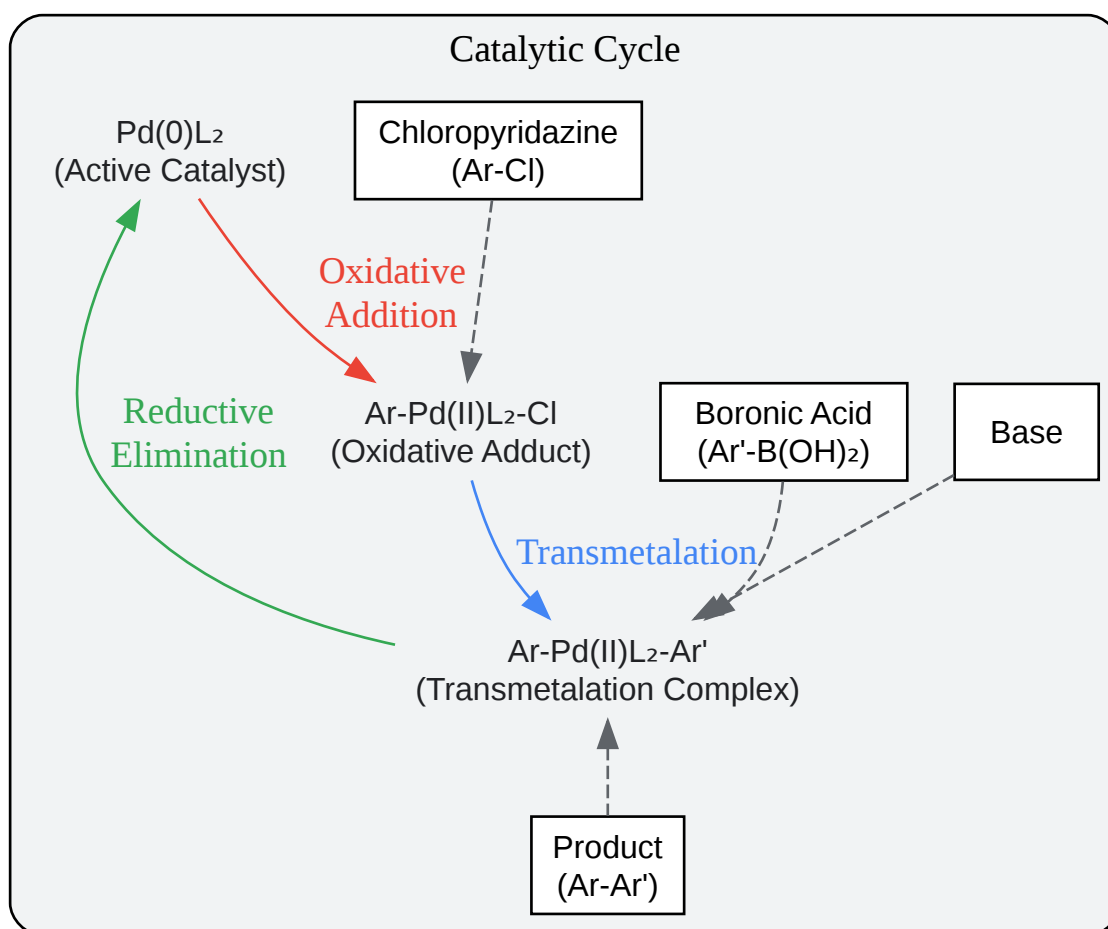 Catalytic Cycle
Pd(0)L₂
(Active Catalyst)
Chloropyridazine
(Ar-Cl)
Oxidative
Addition
Reductive
Elimination
Ar-Pd(II)L₂-Cl
(Oxidative Adduct)
Boronic Acid
(Ar'-B(OH)₂)
Base
Transmetalation
Ar-Pd(II)L₂-Ar'
(Transmetalation Complex)
Product
(Ar-Ar')